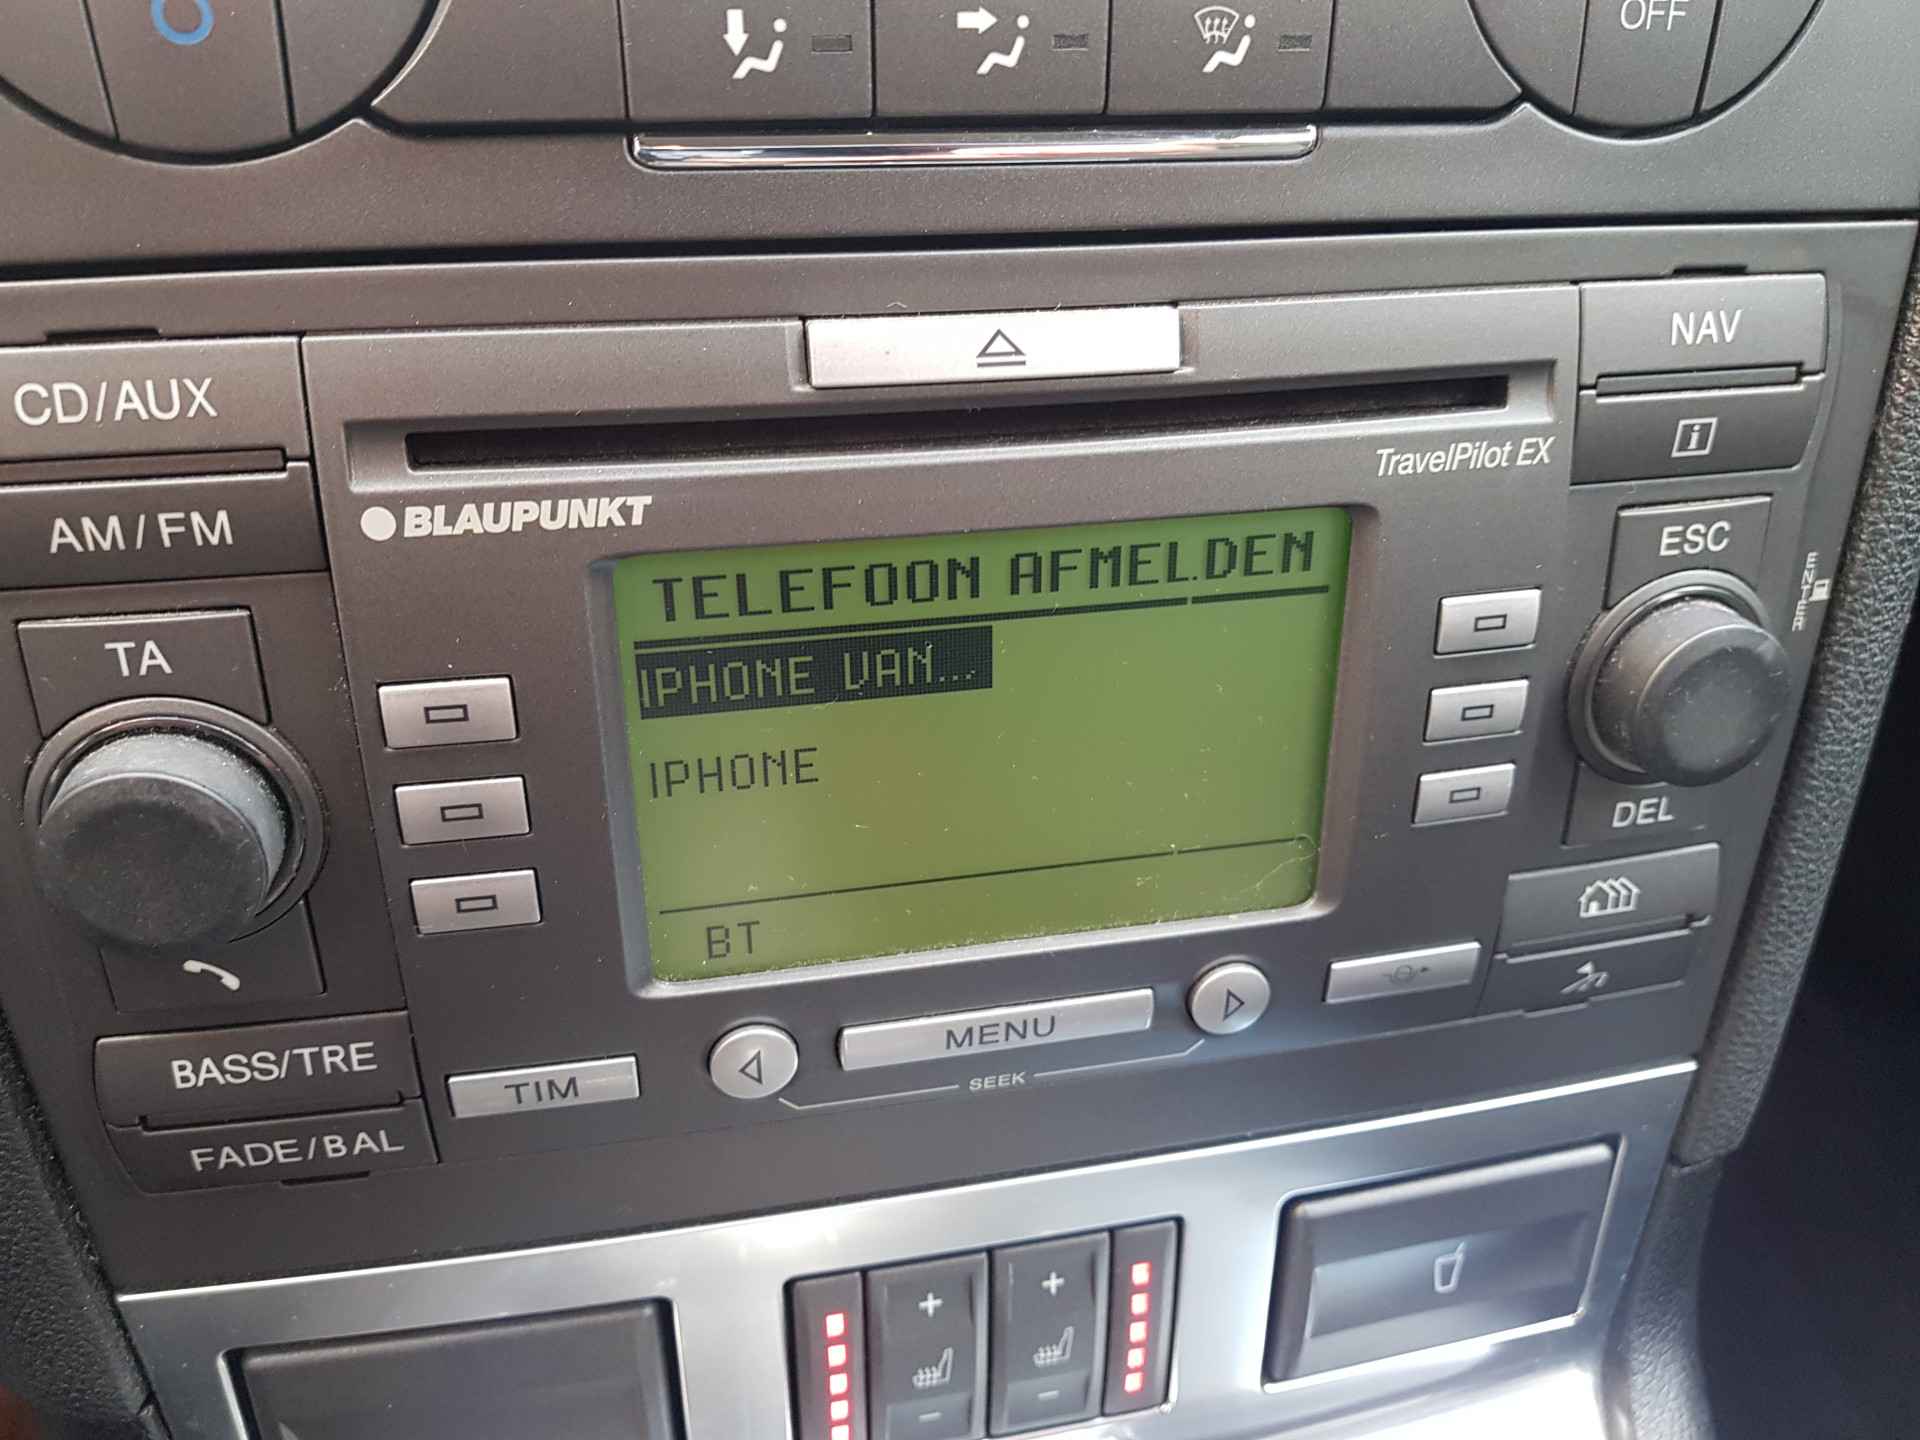 OFF
NAV
CD/AUX
TravelPilot EX
BLAUPUNKT
AM/FM
ESC
ENTER
TELEFOON AFMELDEN
TA
IPHONE VAN...
IPHONE
DEL
BT
MENU
BASS/TRE
TIM
SEEK
FADE/BAL